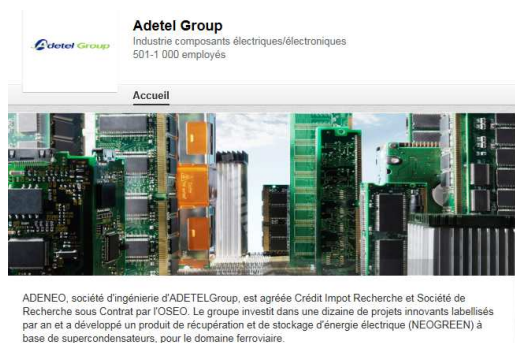 Adetel Group
Adetel Group
Industrie composants électriques/électroniques
501-1 000 employés
Accueil
ADENEO, société d'ingénierie d'ADETELGroup, est agréée Crédit Impot Recherche et Société de
Recherche sous Contrat par l'OSEO. Le groupe investit dans une dizaine de projets innovants labellisés
par an et a développé un produit de récupération et de stockage d'énergie électrique (NEOGREEN) à
base de supercondensateurs, pour le domaine ferroviaire.